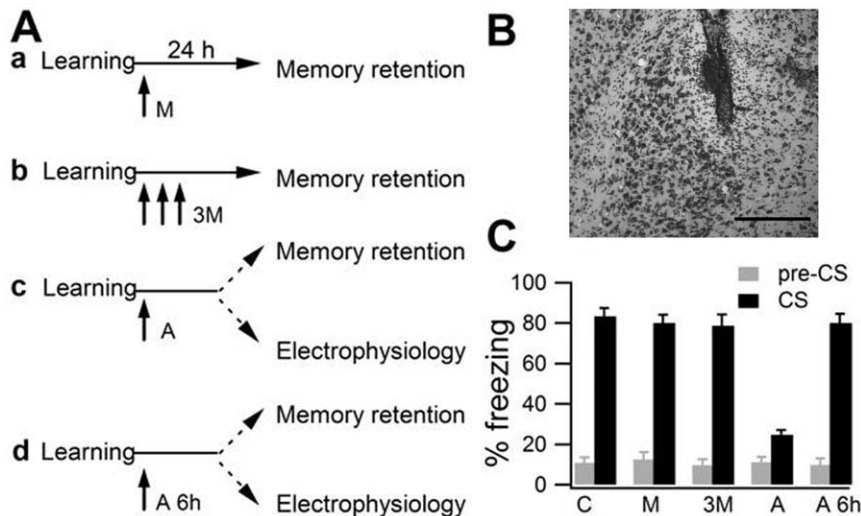 A
a Learning 24 h Memory retention
M
b Learning Memory retention
3M
c Learning Memory retention
A Electrophysiology
d Learning Memory retention
A 6h Electrophysiology
B
C
pre-CS
CS
% freezing
100
80
60
40
20
0
C M 3M A A 6h